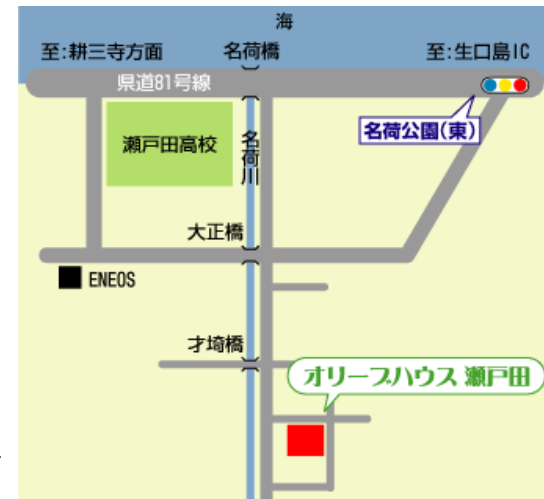 海
至:耕三寺方面
名荷橋
至:生口島IC
県道81号線
名荷公園(東)
瀬戸田高校
名荷川
大正橋
ENEOS
才埼橋
オリーブハウス 瀬戸田